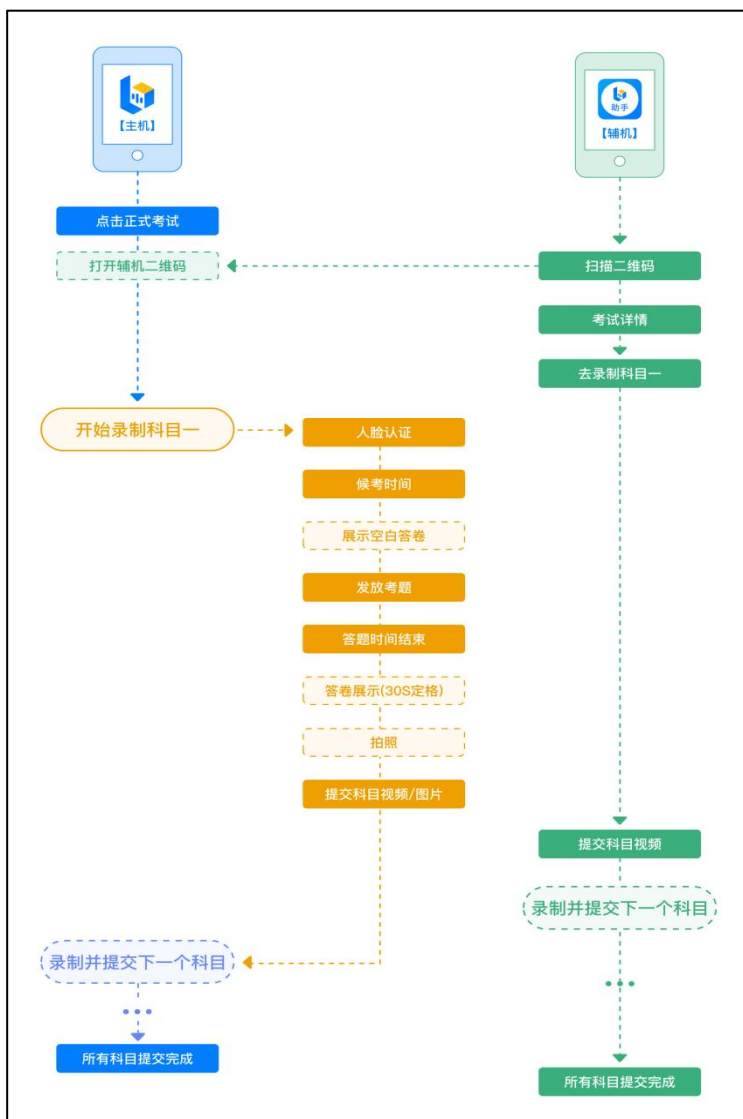 【主机】
助手
【辅机】
点击正式考试
打开辅机二维码
扫描二维码
考试详情
去录制科目一
开始录制科目一
人脸认证
候考时间
展示空白答卷
发放考题
答题时间结束
答卷展示(30S定格)
拍照
提交科目视频/图片
提交科目视频
录制并提交下一个科目
录制并提交下一个科目
所有科目提交完成
所有科目提交完成